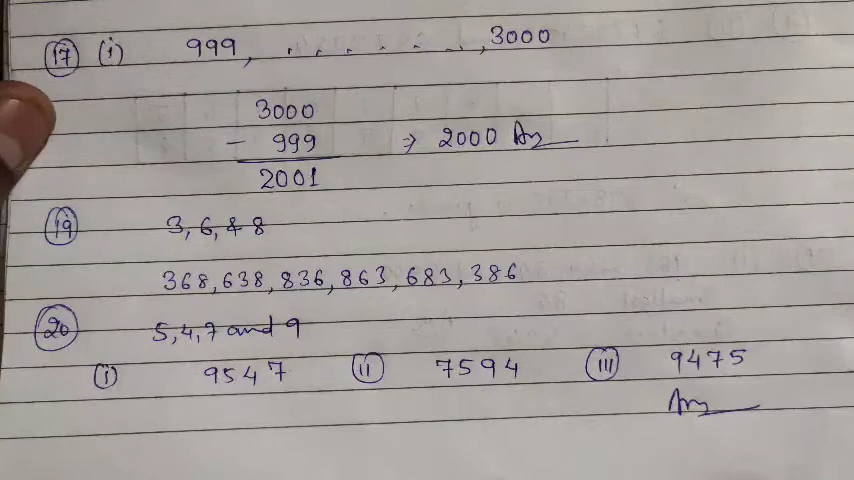 17 (i) 999, . . . . . . ., 3000
3000
- 999 → 2000 Ans
2001
19 3, 6, & 8
368, 638, 836, 863, 683, 386
20 5, 4, 7 and 9
(i) 9547 (ii) 7594 (iii) 9475
Ans